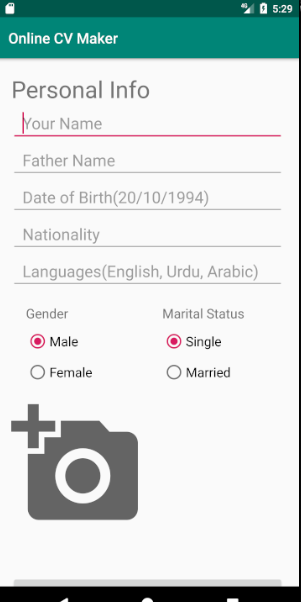 4G 5:29
Online CV Maker
Personal Info
Your Name
Father Name
Date of Birth(20/10/1994)
Nationality
Languages(English, Urdu, Arabic)
Gender Marital Status
Male Single
Female Married